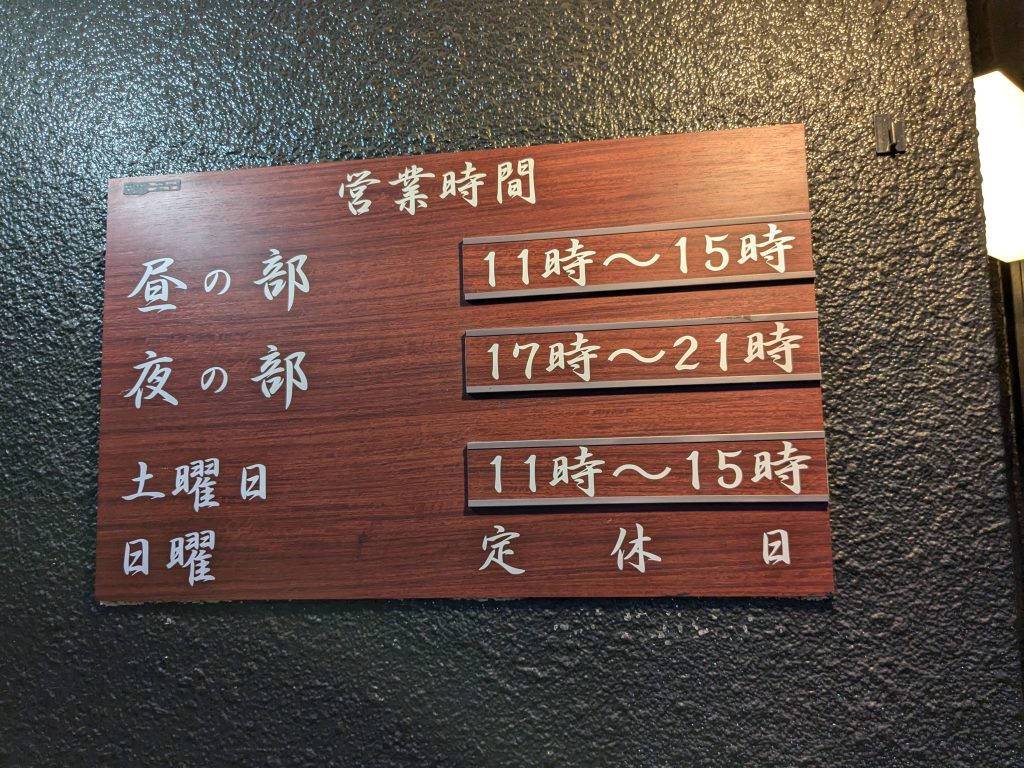 営業時間
昼の部 11時～15時
夜の部 17時～21時
土曜日 11時～15時
日曜 定休日